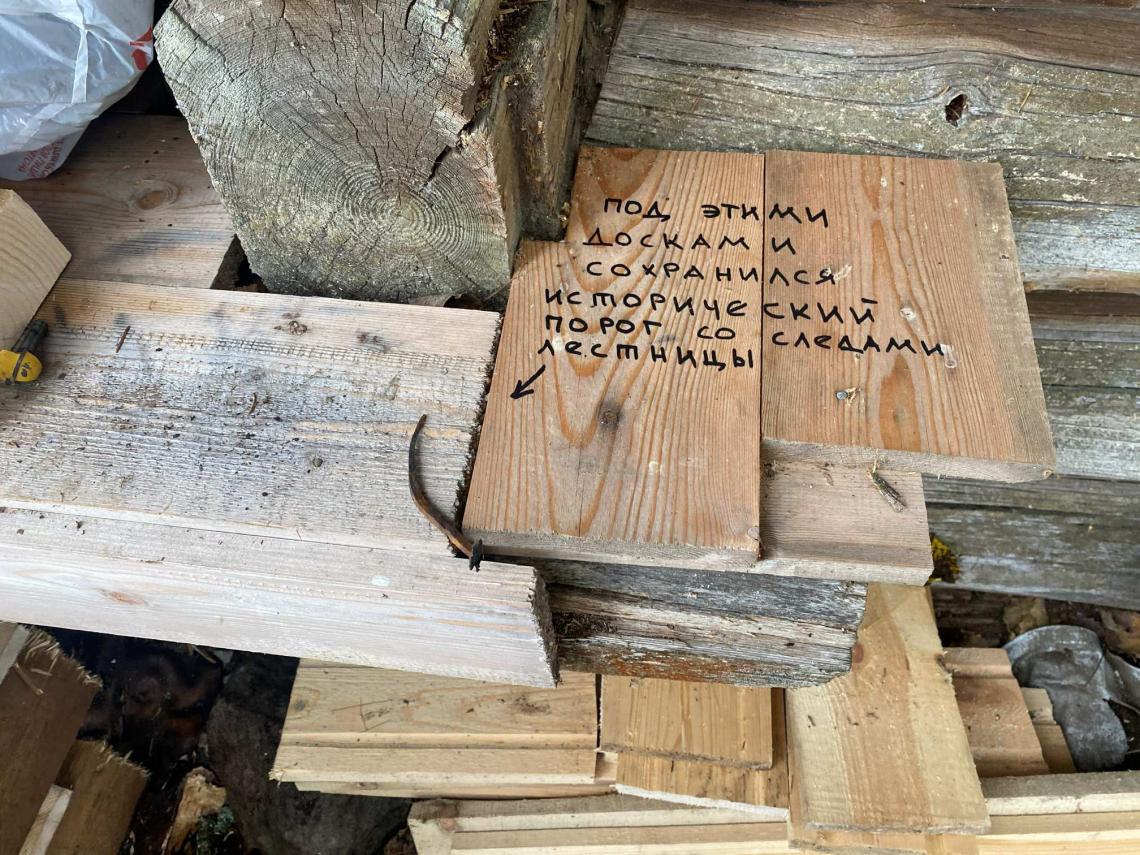 ПОД ЭТИМИ
ДОСКАМИ
СОХРАНИЛСЯ
ИСТОРИЧЕСКИЙ
ПОРОГ СО СЛЕДАМИ
ЛЕСТНИЦЫ